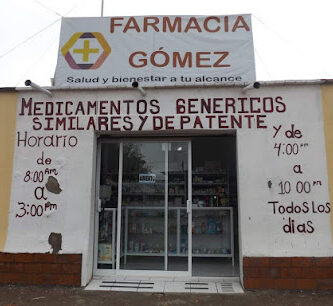 FARMACIA
GÓMEZ
Salud y bienestar a tu alcance
MEDICAMENTOS GENERICOS
SIMILARES Y DE PATENTE
Horario
de
8:00 Am
a
3:00 Pm
y de
4:00 Pm
a
10 00 Pm
Todos los
días
ABIERTO